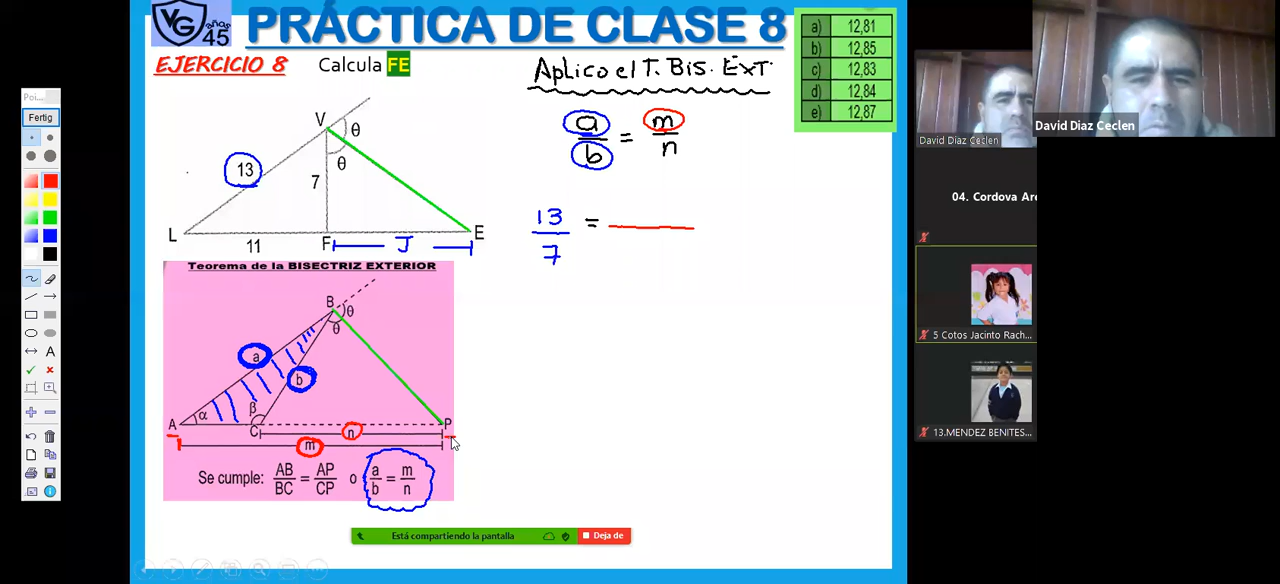 VG
años
45
PRÁCTICA DE CLASE 8
EJERCICIO 8
Calcula FE
Aplico el T. Bis. Ext.
a) 12,81
b) 12,85
c) 12,83
d) 12,84
e) 12,87
a/b = m/n
13/7 =
V
θ
θ
13
7
L
11
F
J
E
Teorema de la BISECTRIZ EXTERIOR
B
θ
θ
a
b
A
α
β
C
P
n
m
Se cumple: AB/BC = AP/CP o a/b = m/n
Poi...
Fertig
A
Está compartiendo la pantalla
Deja de
David Diaz Ceclen
David Diaz Ceclen
04. Cordova Are
5 Cotos Jacinto Rach...
13.MENDEZ BENITES...